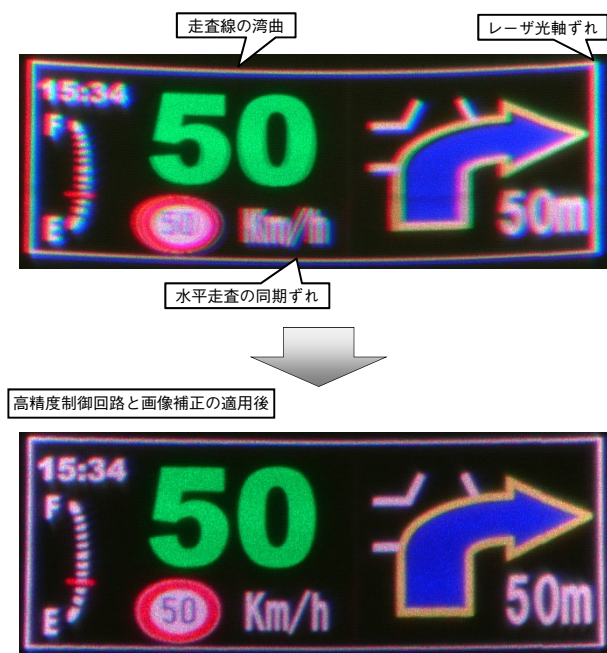 走査線の湾曲
レーザ光軸ずれ
15:34
F
50
50
Km/h
50m
E
水平走査の同期ずれ
高精度制御回路と画像補正の適用後
15:34
F
50
50
Km/h
50m
E